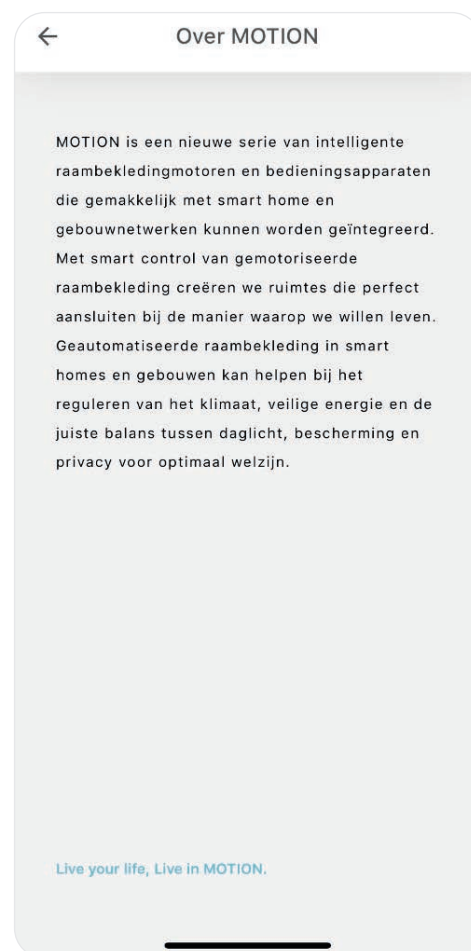 Over MOTION
MOTION is een nieuwe serie van intelligente
raambekledingmotoren en bedieningsapparaten
die gemakkelijk met smart home en
gebouwnetwerken kunnen worden geïntegreerd.
Met smart control van gemotoriseerde
raambekleding creëren we ruimtes die perfect
aansluiten bij de manier waarop we willen leven.
Geautomatiseerde raambekleding in smart
homes en gebouwen kan helpen bij het
reguleren van het klimaat, veilige energie en de
juiste balans tussen daglicht, bescherming en
privacy voor optimaal welzijn.
Live your life, Live in MOTION.